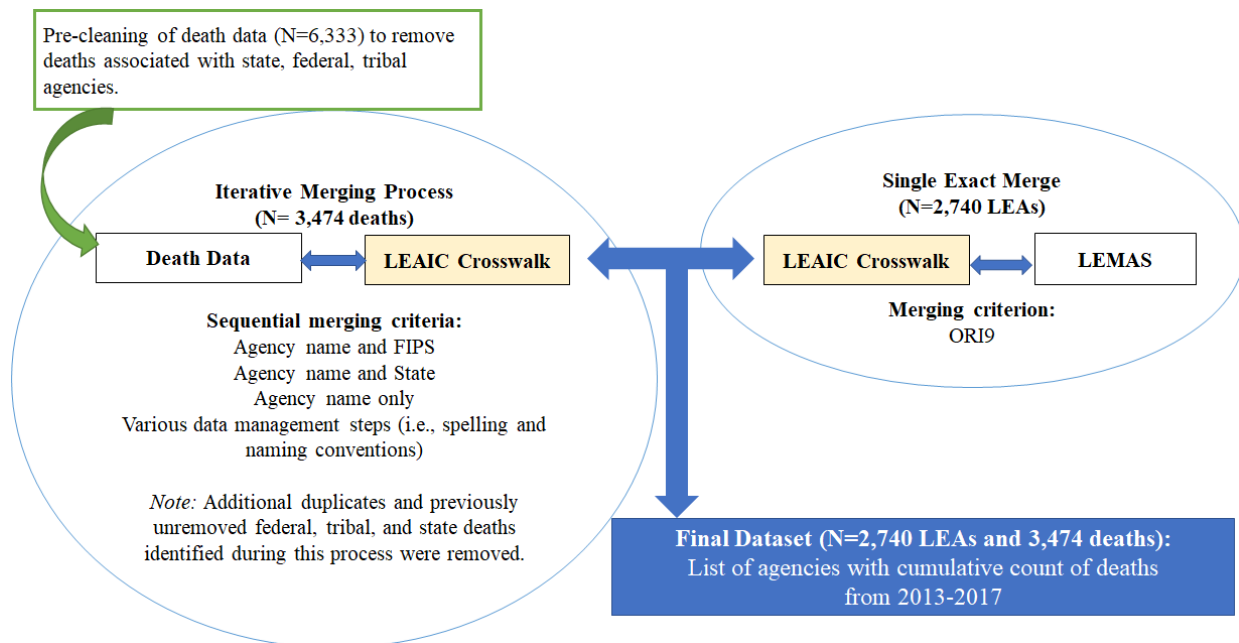 Pre-cleaning of death data (N=6,333) to remove
deaths associated with state, federal, tribal
agencies.
Iterative Merging Process
(N= 3,474 deaths)
Death Data
LEAIC Crosswalk
Sequential merging criteria:
Agency name and FIPS
Agency name and State
Agency name only
Various data management steps (i.e., spelling and
naming conventions)
Note: Additional duplicates and previously
unremoved federal, tribal, and state deaths
identified during this process were removed.
Single Exact Merge
(N=2,740 LEAs)
LEAIC Crosswalk
LEMAS
Merging criterion:
ORI9
Final Dataset (N=2,740 LEAs and 3,474 deaths):
List of agencies with cumulative count of deaths
from 2013-2017